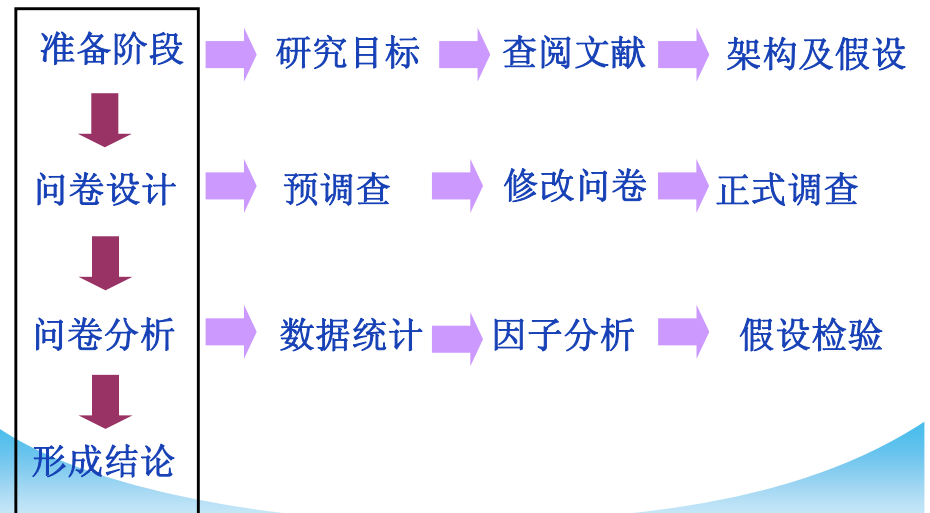 准备阶段 研究目标 查阅文献 架构及假设
问卷设计 预调查 修改问卷 正式调查
问卷分析 数据统计 因子分析 假设检验
形成结论